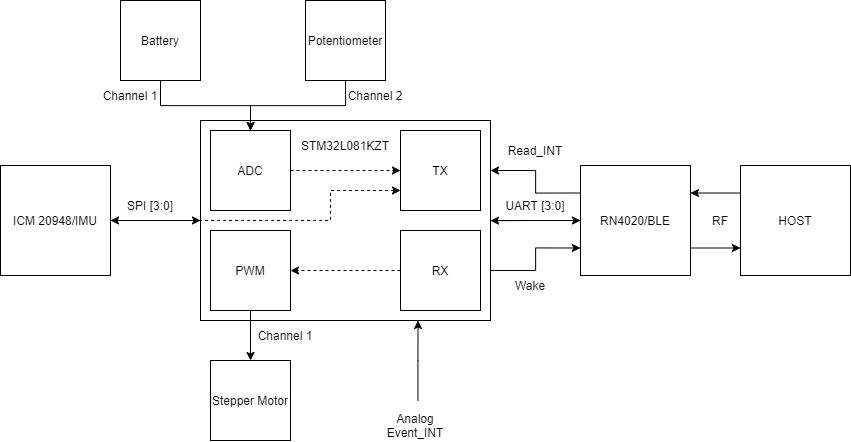 Battery
Potentiometer
Channel 1
Channel 2
STM32L081KZT
ADC
TX
Read_INT
ICM 20948/IMU
SPI [3:0]
UART [3:0]
RN4020/BLE
RF
HOST
PWM
RX
Wake
Channel 1
Stepper Motor
Analog
Event_INT